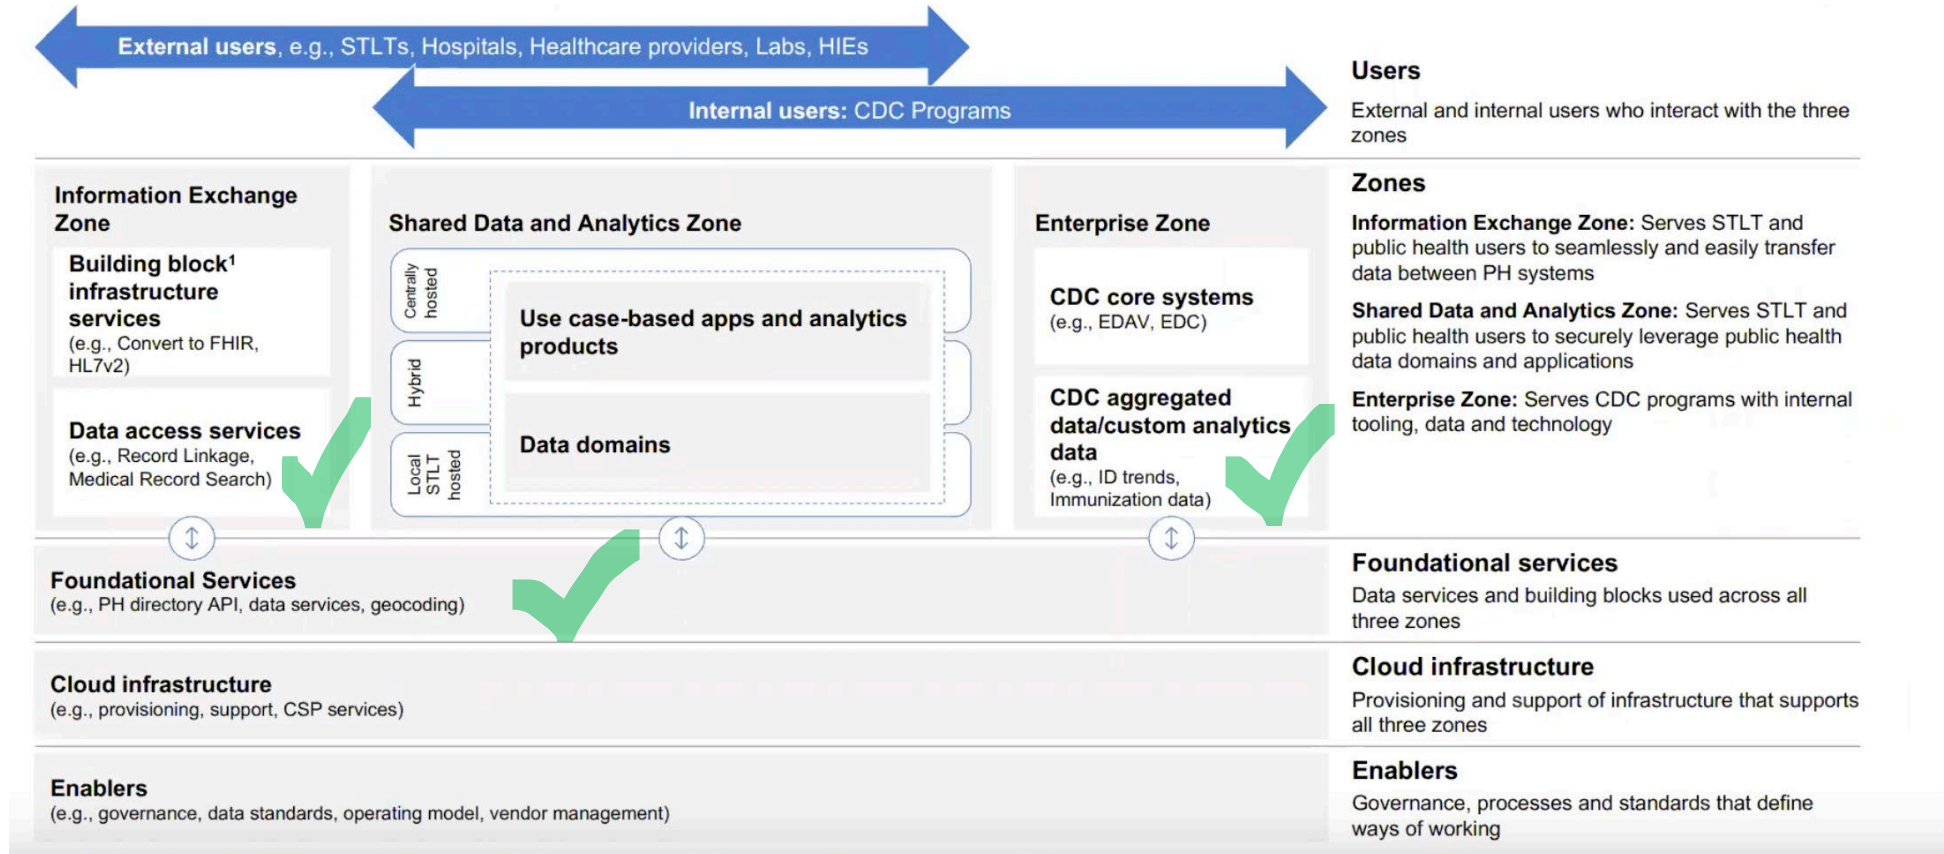 External users, e.g., STLTs, Hospitals, Healthcare providers, Labs, HIEs
Internal users: CDC Programs
Users
External and internal users who interact with the three
zones
Information Exchange
Zone
Building block¹
infrastructure
services
(e.g., Convert to FHIR,
HL7v2)
Data access services
(e.g., Record Linkage,
Medical Record Search)
Shared Data and Analytics Zone
Centrally
hosted
Hybrid
Local
STLT
hosted
Use case-based apps and analytics
products
Data domains
Enterprise Zone
CDC core systems
(e.g., EDAV, EDC)
CDC aggregated
data/custom analytics
data
(e.g., ID trends,
Immunization data)
Zones
Information Exchange Zone: Serves STLT and
public health users to seamlessly and easily transfer
data between PH systems
Shared Data and Analytics Zone: Serves STLT and
public health users to securely leverage public health
data domains and applications
Enterprise Zone: Serves CDC programs with internal
tooling, data and technology
Foundational Services
(e.g., PH directory API, data services, geocoding)
Foundational services
Data services and building blocks used across all
three zones
Cloud infrastructure
(e.g., provisioning, support, CSP services)
Cloud infrastructure
Provisioning and support of infrastructure that supports
all three zones
Enablers
(e.g., governance, data standards, operating model, vendor management)
Enablers
Governance, processes and standards that define
ways of working